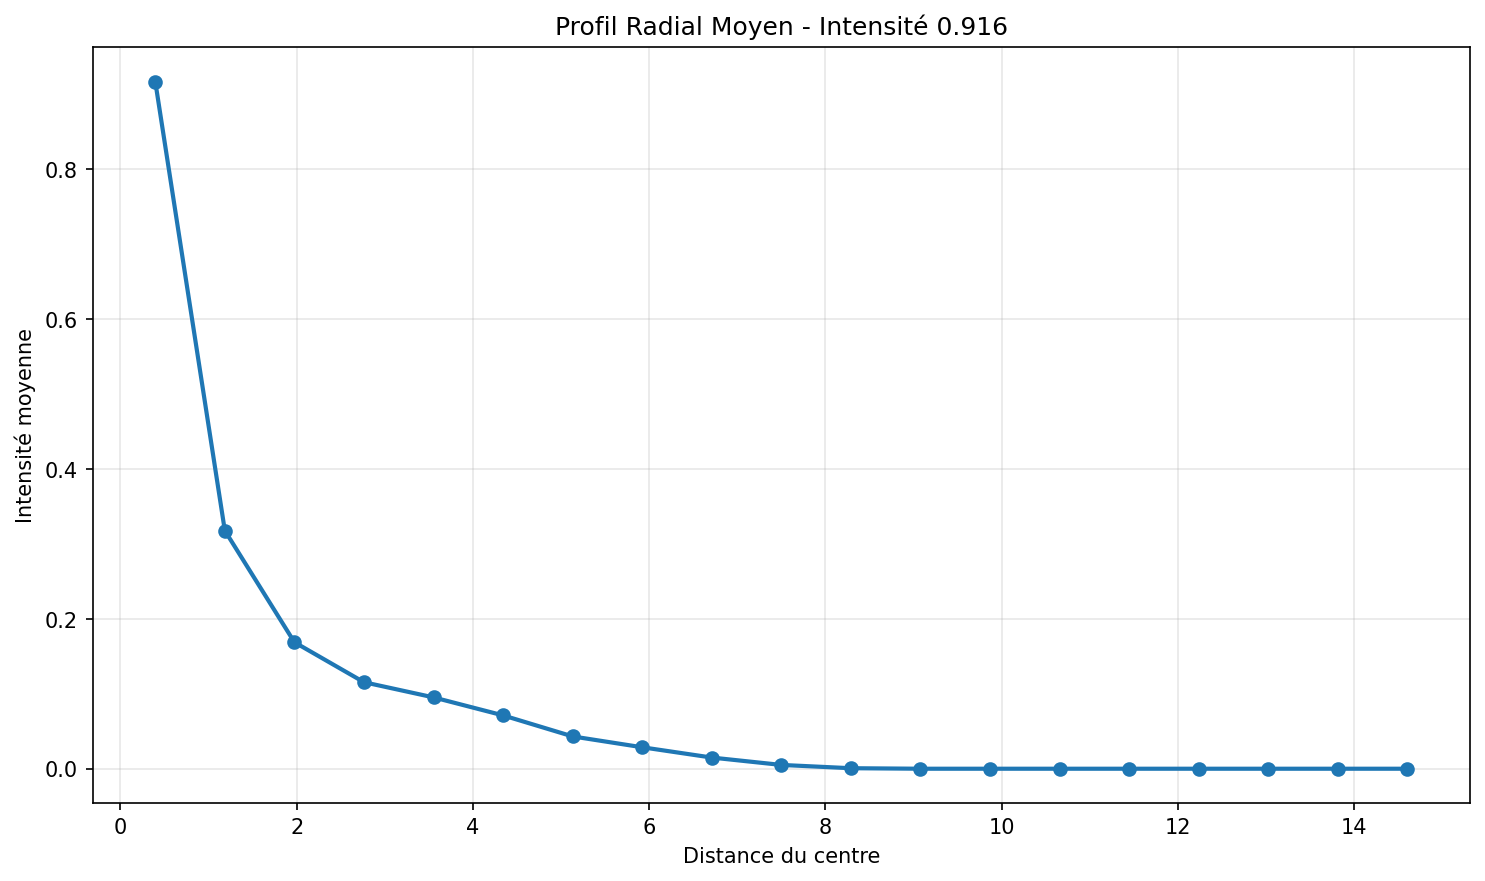 Profil Radial Moyen - Intensité 0.916
Intensité moyenne
0.8
0.6
0.4
0.2
0.0
0 2 4 6 8 10 12 14
Distance du centre